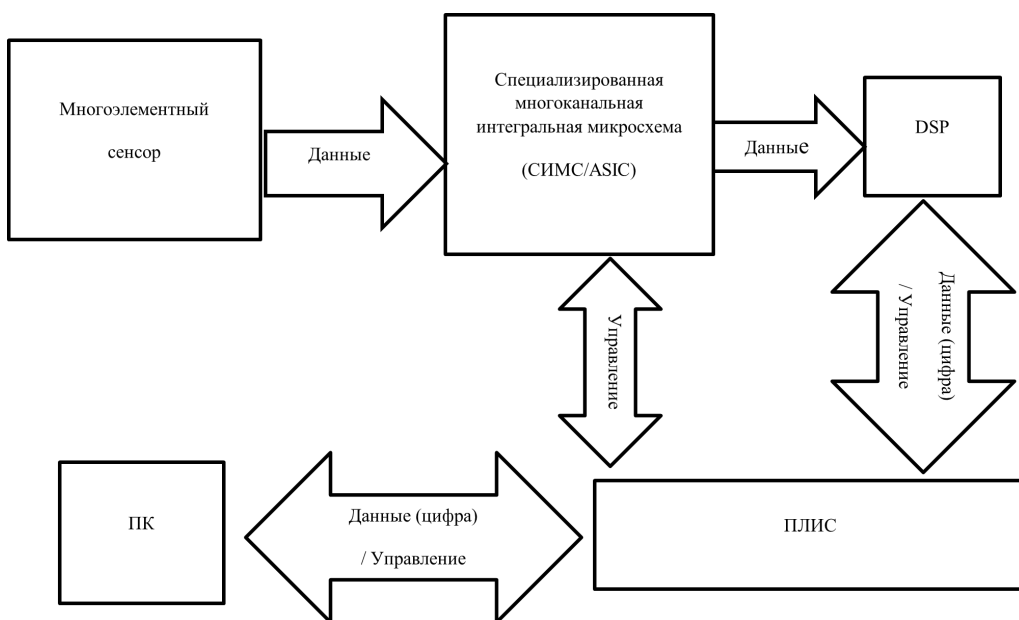 Многоэлементный
сенсор
Данные
Специализированная
многоканальная
интегральная микросхема
(СИМС/ASIC)
Данные
DSP
Управление
Данные (цифра)
/ Управление
ПК
Данные (цифра)
/ Управление
ПЛИС